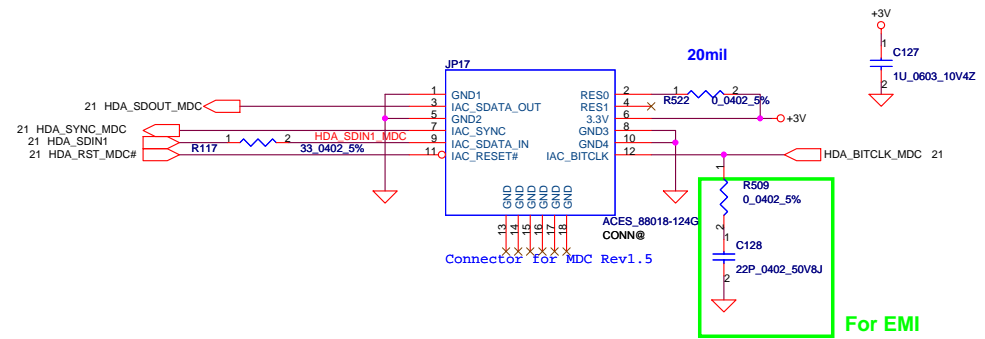 +3V
1
C127
1U_0603_10V4Z
2
20mil
JP17
1 GND1 RES0 2 1 R522 2 0_0402_5%
21 HDA_SDOUT_MDC 3 IAC_SDATA_OUT RES1 4
5 GND2 3.3V 6 +3V
21 HDA_SYNC_MDC 7 IAC_SYNC GND3 8
21 HDA_SDIN1 1 R117 2 33_0402_5% HDA_SDIN1_MDC 9 IAC_SDATA_IN GND4 10
21 HDA_RST_MDC# 11 IAC_RESET# IAC_BITCLK 12 HDA_BITCLK_MDC 21
GND GND GND GND GND GND
13 14 15 16 17 18
ACES_88018-124G
CONN@
Connector for MDC Rev1.5
1
R509
0_0402_5%
2
1
C128
22P_0402_50V8J
2
For EMI